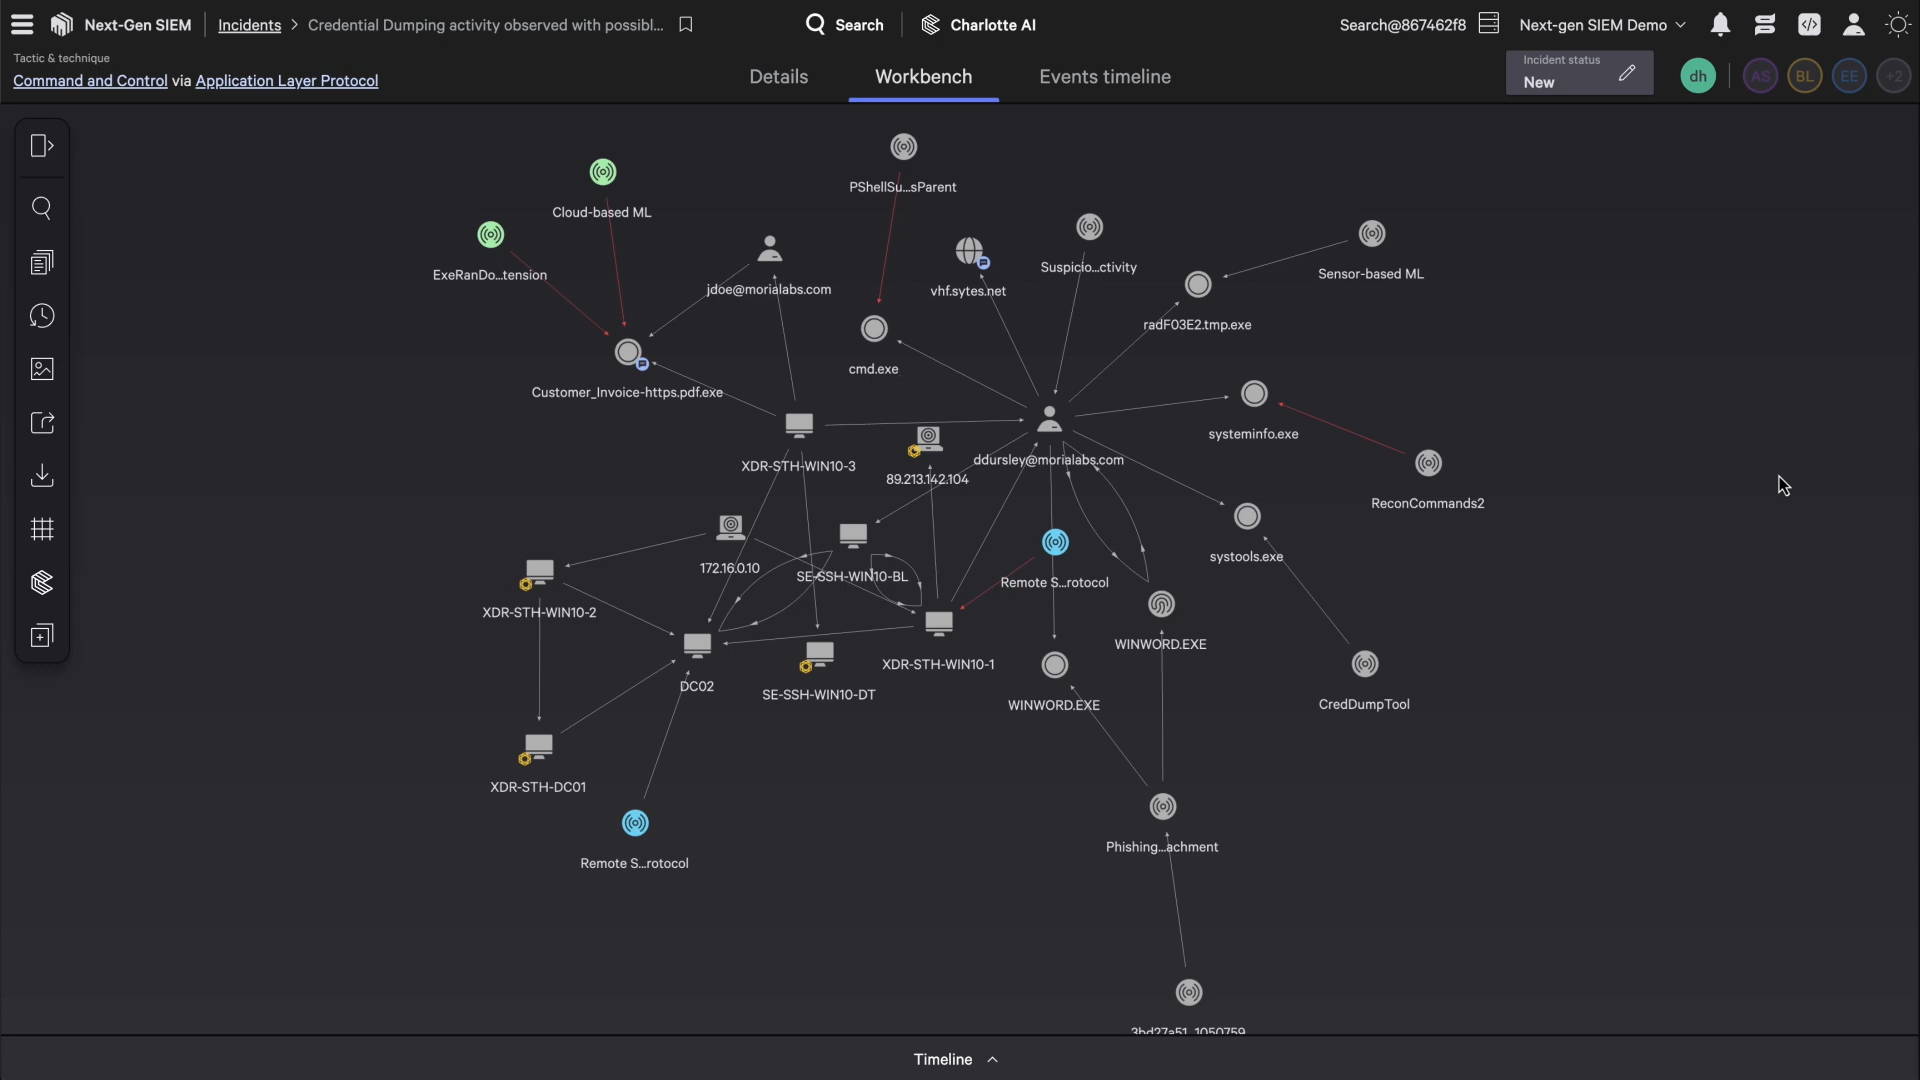 Next-Gen SIEM
Incidents > Credential Dumping activity observed with possibl...
Search
Charlotte AI
Search@867462f8
Next-gen SIEM Demo
Tactic & technique
Command and Control via Application Layer Protocol
Details
Workbench
Events timeline
Incident status
New
dh
AS
BL
EE
+2
PShellSu...sParent
Cloud-based ML
ExeRanDo...tension
jdoe@morialabs.com
vhf.sytes.net
Suspicio...ctivity
Sensor-based ML
radF03E2.tmp.exe
cmd.exe
Customer_Invoice-https.pdf.exe
systeminfo.exe
XDR-STH-WIN10-3
ddursley@morialabs.com
89.213.142.104
ReconCommands2
systools.exe
172.16.0.10
SE-SSH-WIN10-BL
Remote S...rotocol
XDR-STH-WIN10-2
WINWORD.EXE
XDR-STH-WIN10-1
DC02
SE-SSH-WIN10-DT
WINWORD.EXE
CredDumpTool
XDR-STH-DC01
Phishing...achment
Remote S...rotocol
3bd27a51_1050759
Timeline